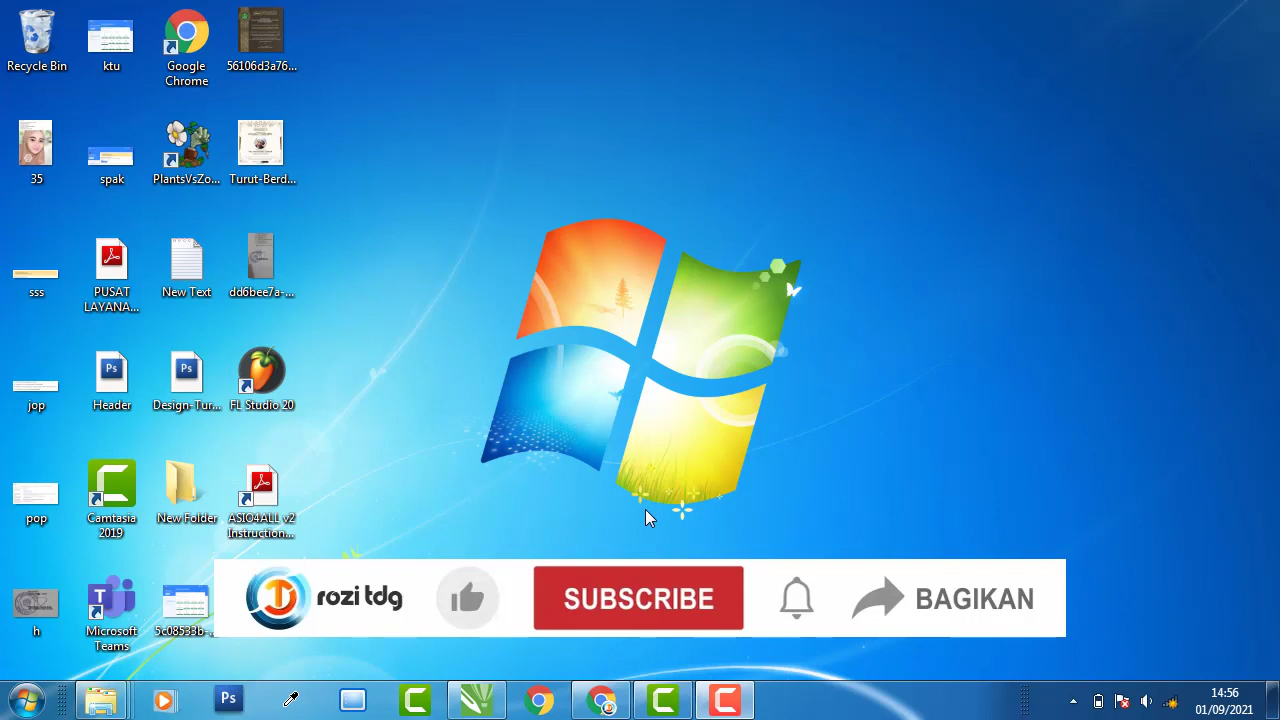 Recycle Bin
ktu
Google
Chrome
56106d3a76...
35
spak
PlantsVsZo...
Turut-Berd...
sss
PUSAT
LAYANA...
New Text
dd6bee7a-...
jop
Header
Design-Tur...
FL Studio 20
pop
Camtasia
2019
New Folder
ASIO4ALL v2
Instruction...
h
Microsoft
Teams
5c08533b-...
rozi tdg
SUBSCRIBE
BAGIKAN
Ps
14:56
01/09/2021